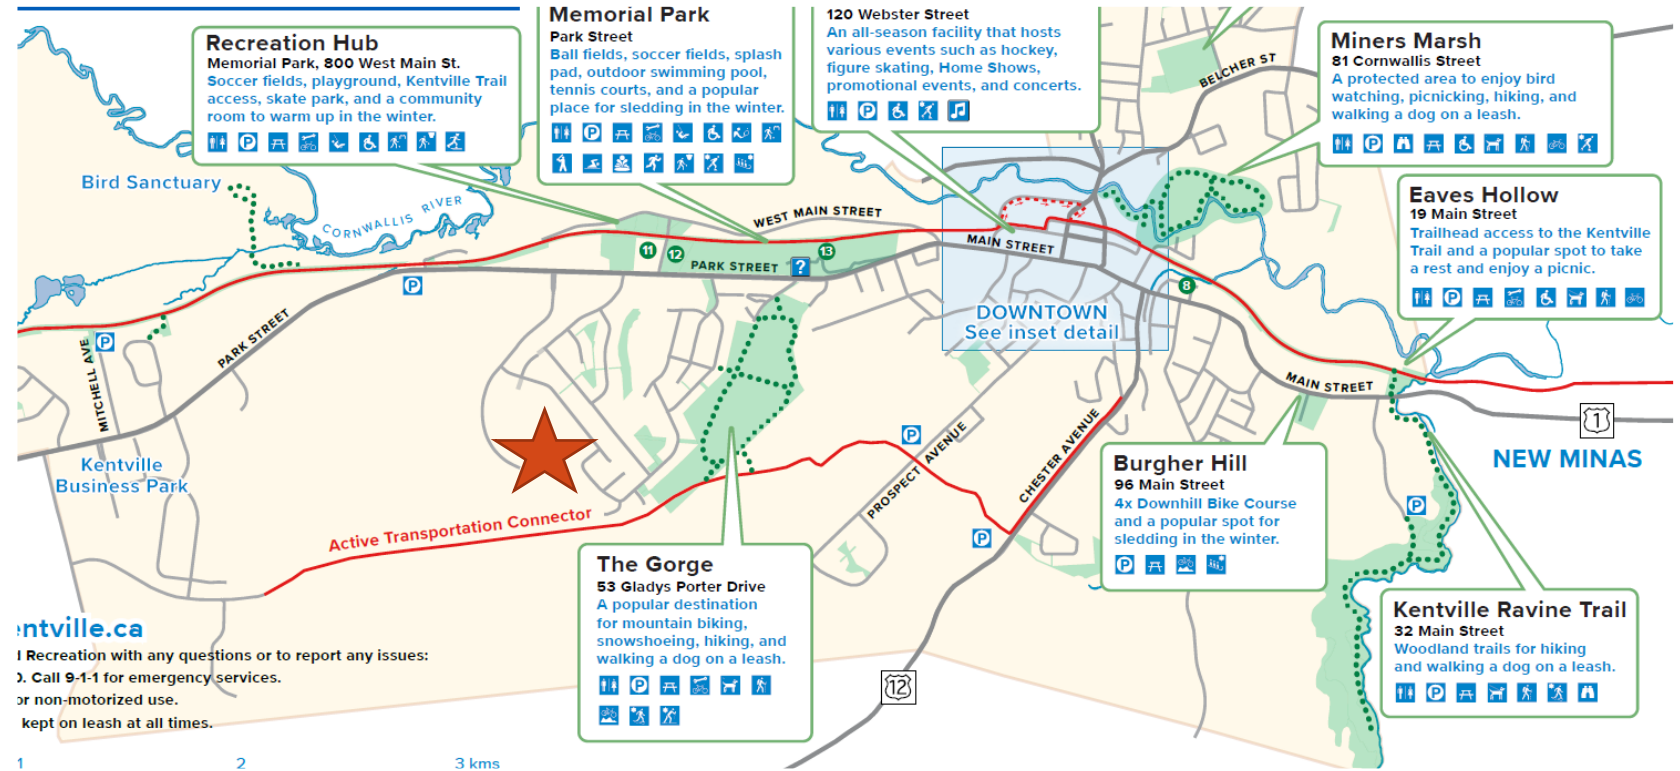 Recreation Hub
Memorial Park, 800 West Main St.
Soccer fields, playground, Kentville Trail
access, skate park, and a community
room to warm up in the winter.
Memorial Park
Park Street
Ball fields, soccer fields, splash
pad, outdoor swimming pool,
tennis courts, and a popular
place for sledding in the winter.
120 Webster Street
An all-season facility that hosts
various events such as hockey,
figure skating, Home Shows,
promotional events, and concerts.
BELCHER ST
Miners Marsh
81 Cornwallis Street
A protected area to enjoy bird
watching, picnicking, hiking, and
walking a dog on a leash.
Eaves Hollow
19 Main Street
Trailhead access to the Kentville
Trail and a popular spot to take
a rest and enjoy a picnic.
Bird Sanctuary
CORNWALLIS RIVER
WEST MAIN STREET
MAIN STREET
11
12
13
PARK STREET
?
P
8
DOWNTOWN
See inset detail
PARK STREET
P
MITCHELL AVE
MAIN STREET
1
NEW MINAS
Kentville
Business Park
P
PROSPECT AVENUE
CHESTER AVENUE
Burgher Hill
96 Main Street
4x Downhill Bike Course
and a popular spot for
sledding in the winter.
P
P
Active Transportation Connector
The Gorge
53 Gladys Porter Drive
A popular destination
for mountain biking,
snowshoeing, hiking, and
walking a dog on a leash.
12
Kentville Ravine Trail
32 Main Street
Woodland trails for hiking
and walking a dog on a leash.
entville.ca
Recreation with any questions or to report any issues:
. Call 9-1-1 for emergency services.
or non-motorized use.
kept on leash at all times.
1 2 3 kms